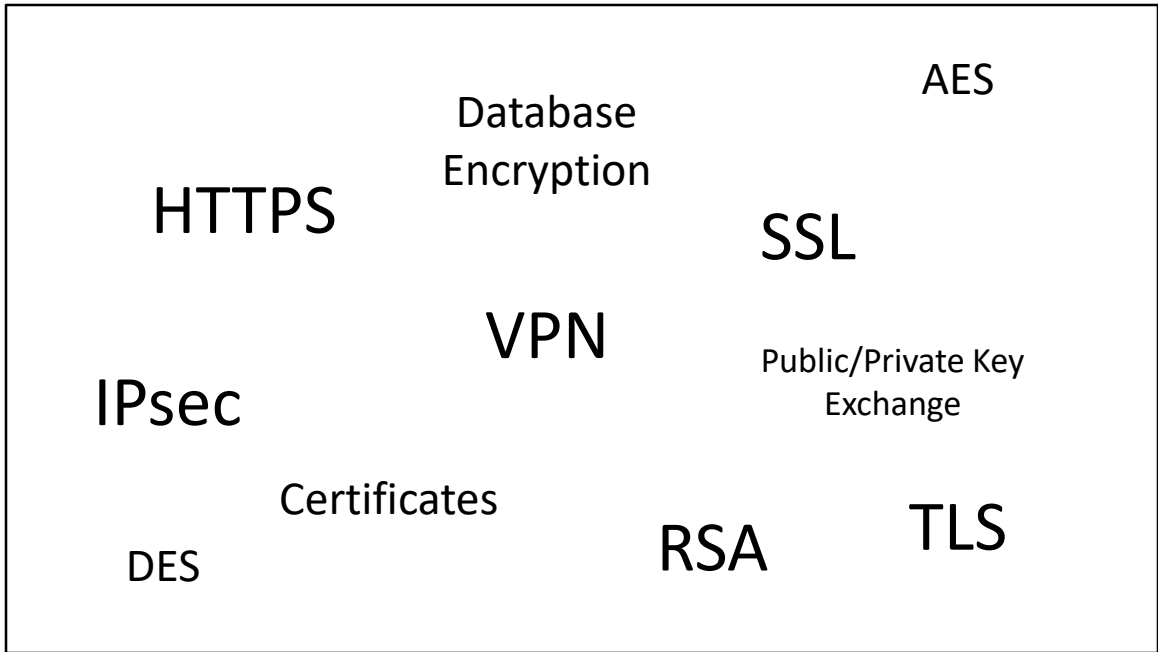 AES
Database
Encryption
HTTPS
SSL
VPN
Public/Private Key
Exchange
IPsec
Certificates
TLS
RSA
DES